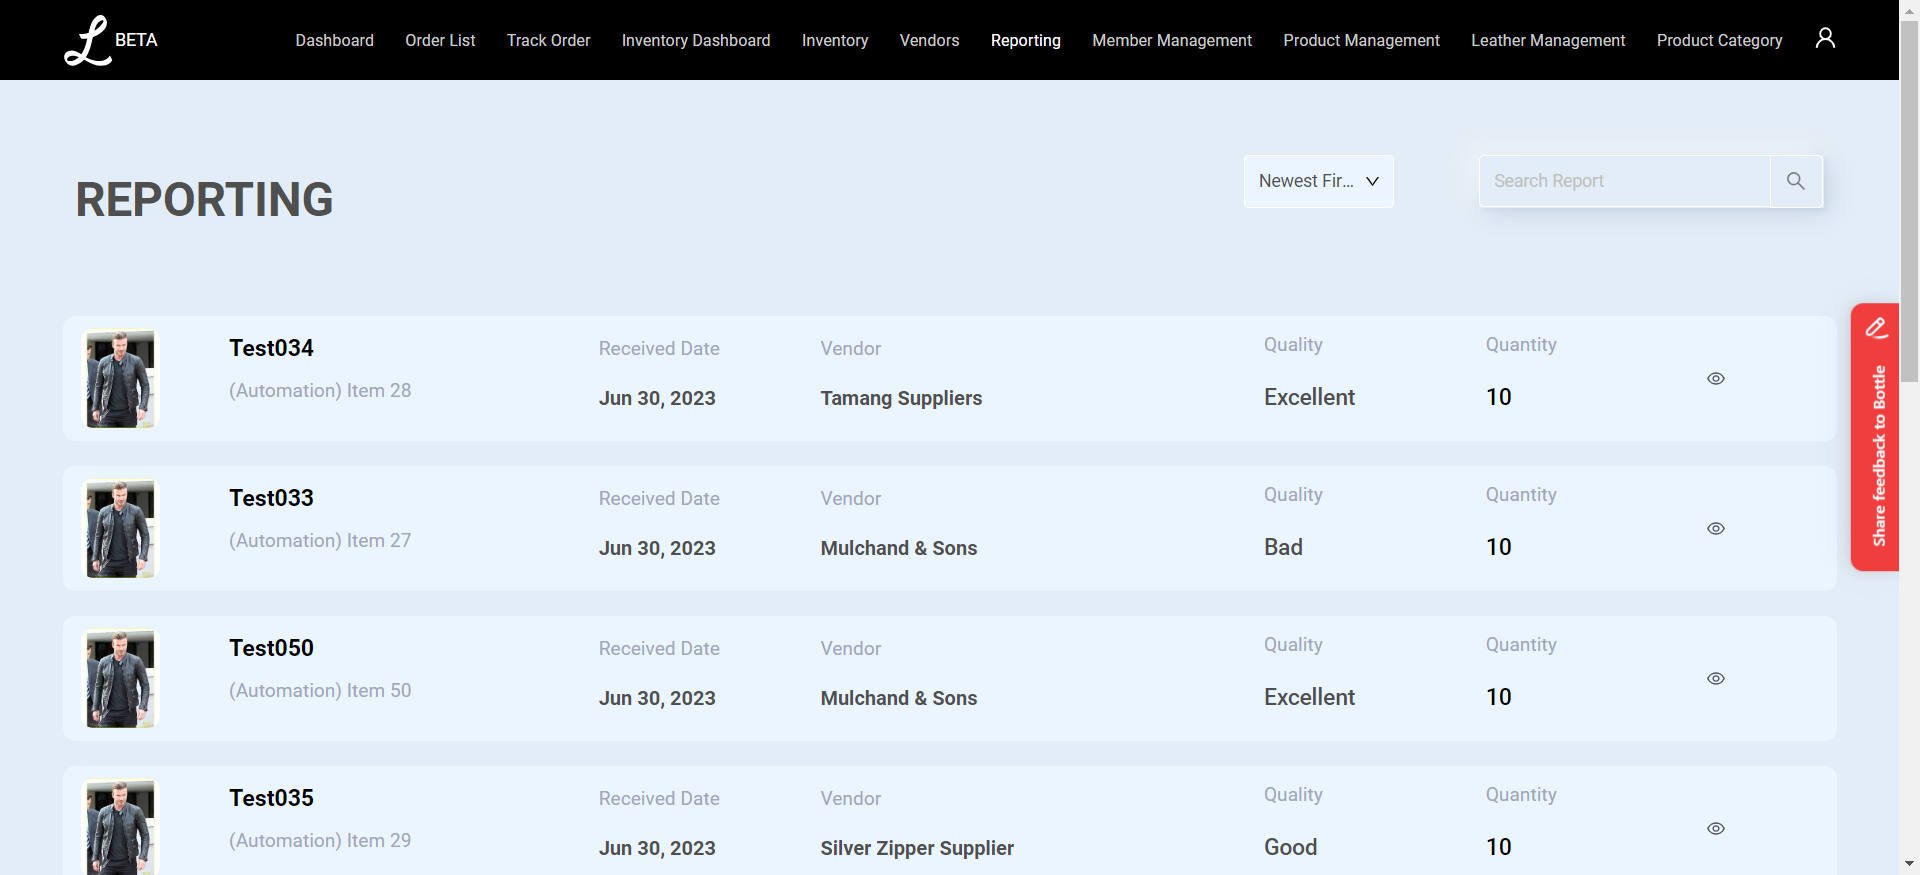 L BETA
Dashboard Order List Track Order Inventory Dashboard Inventory Vendors Reporting Member Management Product Management Leather Management Product Category
REPORTING
Newest Fir...
Search Report
Test034
(Automation) Item 28
Received Date
Jun 30, 2023
Vendor
Tamang Suppliers
Quality
Excellent
Quantity
10
Test033
(Automation) Item 27
Received Date
Jun 30, 2023
Vendor
Mulchand & Sons
Quality
Bad
Quantity
10
Test050
(Automation) Item 50
Received Date
Jun 30, 2023
Vendor
Mulchand & Sons
Quality
Excellent
Quantity
10
Test035
(Automation) Item 29
Received Date
Jun 30, 2023
Vendor
Silver Zipper Supplier
Quality
Good
Quantity
10
Share feedback to Bottle